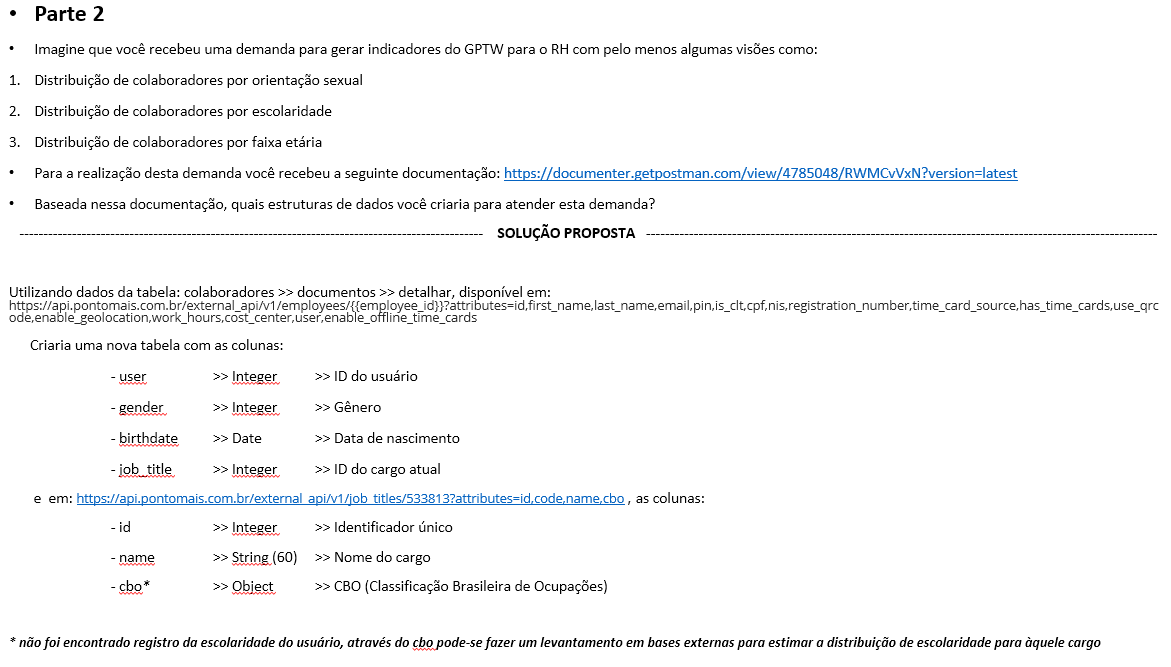 • Parte 2
• Imagine que você recebeu uma demanda para gerar indicadores do GPTW para o RH com pelo menos algumas visões como:
1. Distribuição de colaboradores por orientação sexual
2. Distribuição de colaboradores por escolaridade
3. Distribuição de colaboradores por faixa etária
• Para a realização desta demanda você recebeu a seguinte documentação: https://documenter.getpostman.com/view/4785048/RWMCvVxN?version=latest
• Baseada nessa documentação, quais estruturas de dados você criaria para atender esta demanda?
---------- SOLUÇÃO PROPOSTA ----------
Utilizando dados da tabela: colaboradores >> documentos >> detalhar, disponível em:
https://api.pontomais.com.br/external_api/v1/employees/{{employee_id}}?attributes=id,first_name,last_name,email,pin,is_clt,cpf,nis,registration_number,time_card_source,has_time_cards,use_qrc
ode,enable_geolocation,work_hours,cost_center,user,enable_offline_time_cards
Criaria uma nova tabela com as colunas:
- user >> Integer >> ID do usuário
- gender >> Integer >> Gênero
- birthdate >> Date >> Data de nascimento
- job_title >> Integer >> ID do cargo atual
e em: https://api.pontomais.com.br/external_api/v1/job_titles/533813?attributes=id,code,name,cbo , as colunas:
- id >> Integer >> Identificador único
- name >> String (60) >> Nome do cargo
- cbo* >> Object >> CBO (Classificação Brasileira de Ocupações)
* não foi encontrado registro da escolaridade do usuário, através do cbo pode-se fazer um levantamento em bases externas para estimar a distribuição de escolaridade para àquele cargo